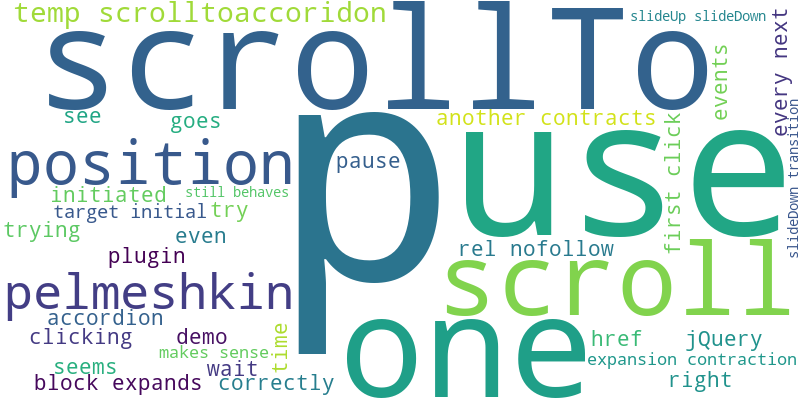 temp scrolltoaccoridon
scrollTo
slideUp slideDown
every next
events
see
goes
another contracts
position
p
use
pause
first click
slideDown transition
initiated
still behaves
target initial
try
trying
even
rel nofollow
plugin
scroll
pelmeshkin
accordion
one
clicking
demo
time
href
jQuery
makes sense
expansion contraction
seems
wait
block expands
correctly
right